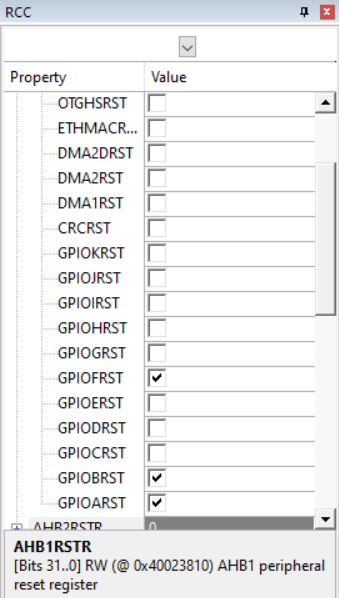 RCC
Property Value
OTGHSRST
ETHMACR...
DMA2DRST
DMA2RST
DMA1RST
CRCRST
GPIOKRST
GPIOJRST
GPIOIRST
GPIOHRST
GPIOGRST
GPIOFRST
GPIOERST
GPIODRST
GPIOCRST
GPIOBRST
GPIOARST
AHB2RSTR 0
AHB1RSTR
[Bits 31..0] RW (@ 0x40023810) AHB1 peripheral
reset register